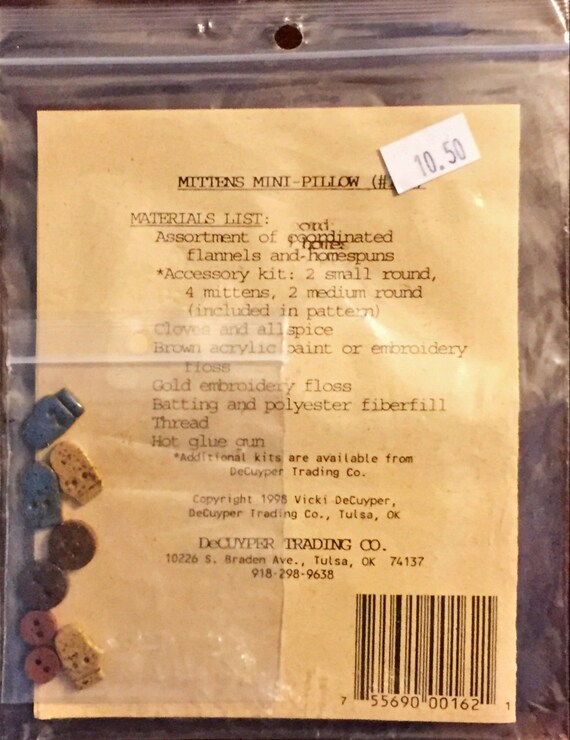 10.50
MITTENS MINI-PILLOW (#
MATERIALS LIST:
Assortment of coordinated
flannels and homespuns
*Accessory kit: 2 small round,
4 mittens, 2 medium round
(included in pattern)
Cloves and allspice
Brown acrylic paint or embroidery
floss
Gold embroidery floss
Batting and polyester fiberfill
Thread
Hot glue gun
*Additional kits are available from
DeCuyper Trading Co.
Copyright 1998 Vicki DeCuyper,
DeCuyper Trading Co., Tulsa, OK
DeCUYPER TRADING CO.
10226 S. Braden Ave., Tulsa, OK 74137
918-298-9638
7 55690 00162 1